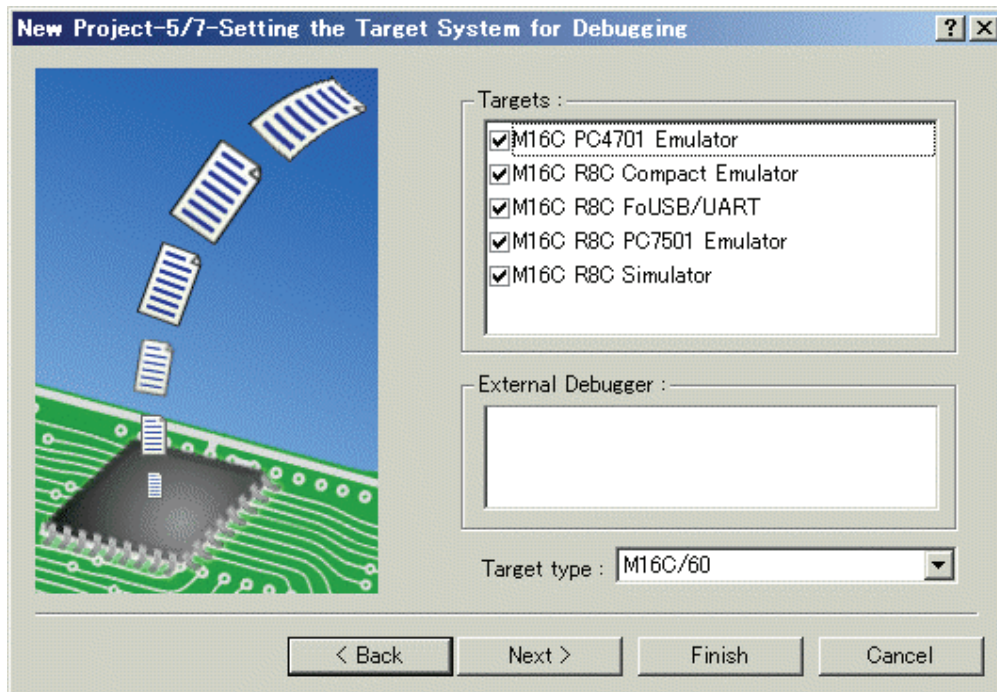 New Project-5/7-Setting the Target System for Debugging
Targets :
M16C PC4701 Emulator
M16C R8C Compact Emulator
M16C R8C FoUSB/UART
M16C R8C PC7501 Emulator
M16C R8C Simulator
External Debugger :
Target type : M16C/60
< Back Next > Finish Cancel